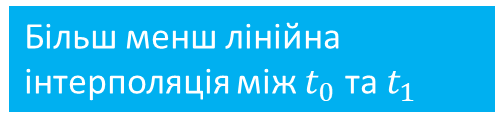 Більш менш лінійна
інтерполяція між t₀ та t₁